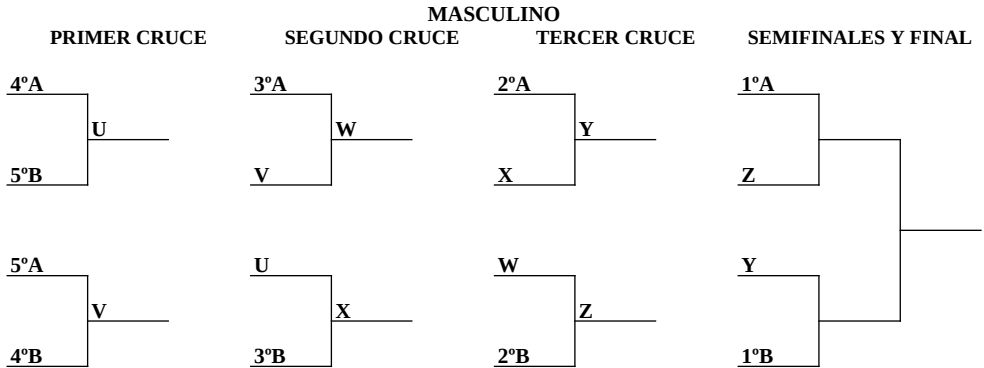 MASCULINO
PRIMER CRUCE SEGUNDO CRUCE TERCER CRUCE SEMIFINALES Y FINAL
4ºA 3ºA 2ºA 1ºA
U W Y
5ºB V X Z
5ºA U W Y
V X Z
4ºB 3ºB 2ºB 1ºB